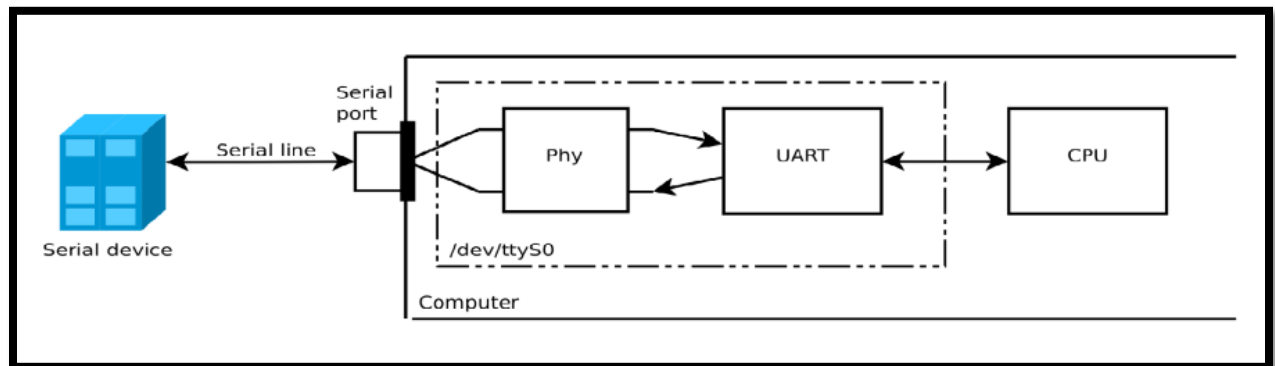 Serial
port
Serial line
Phy
UART
CPU
Serial device
/dev/ttyS0
Computer